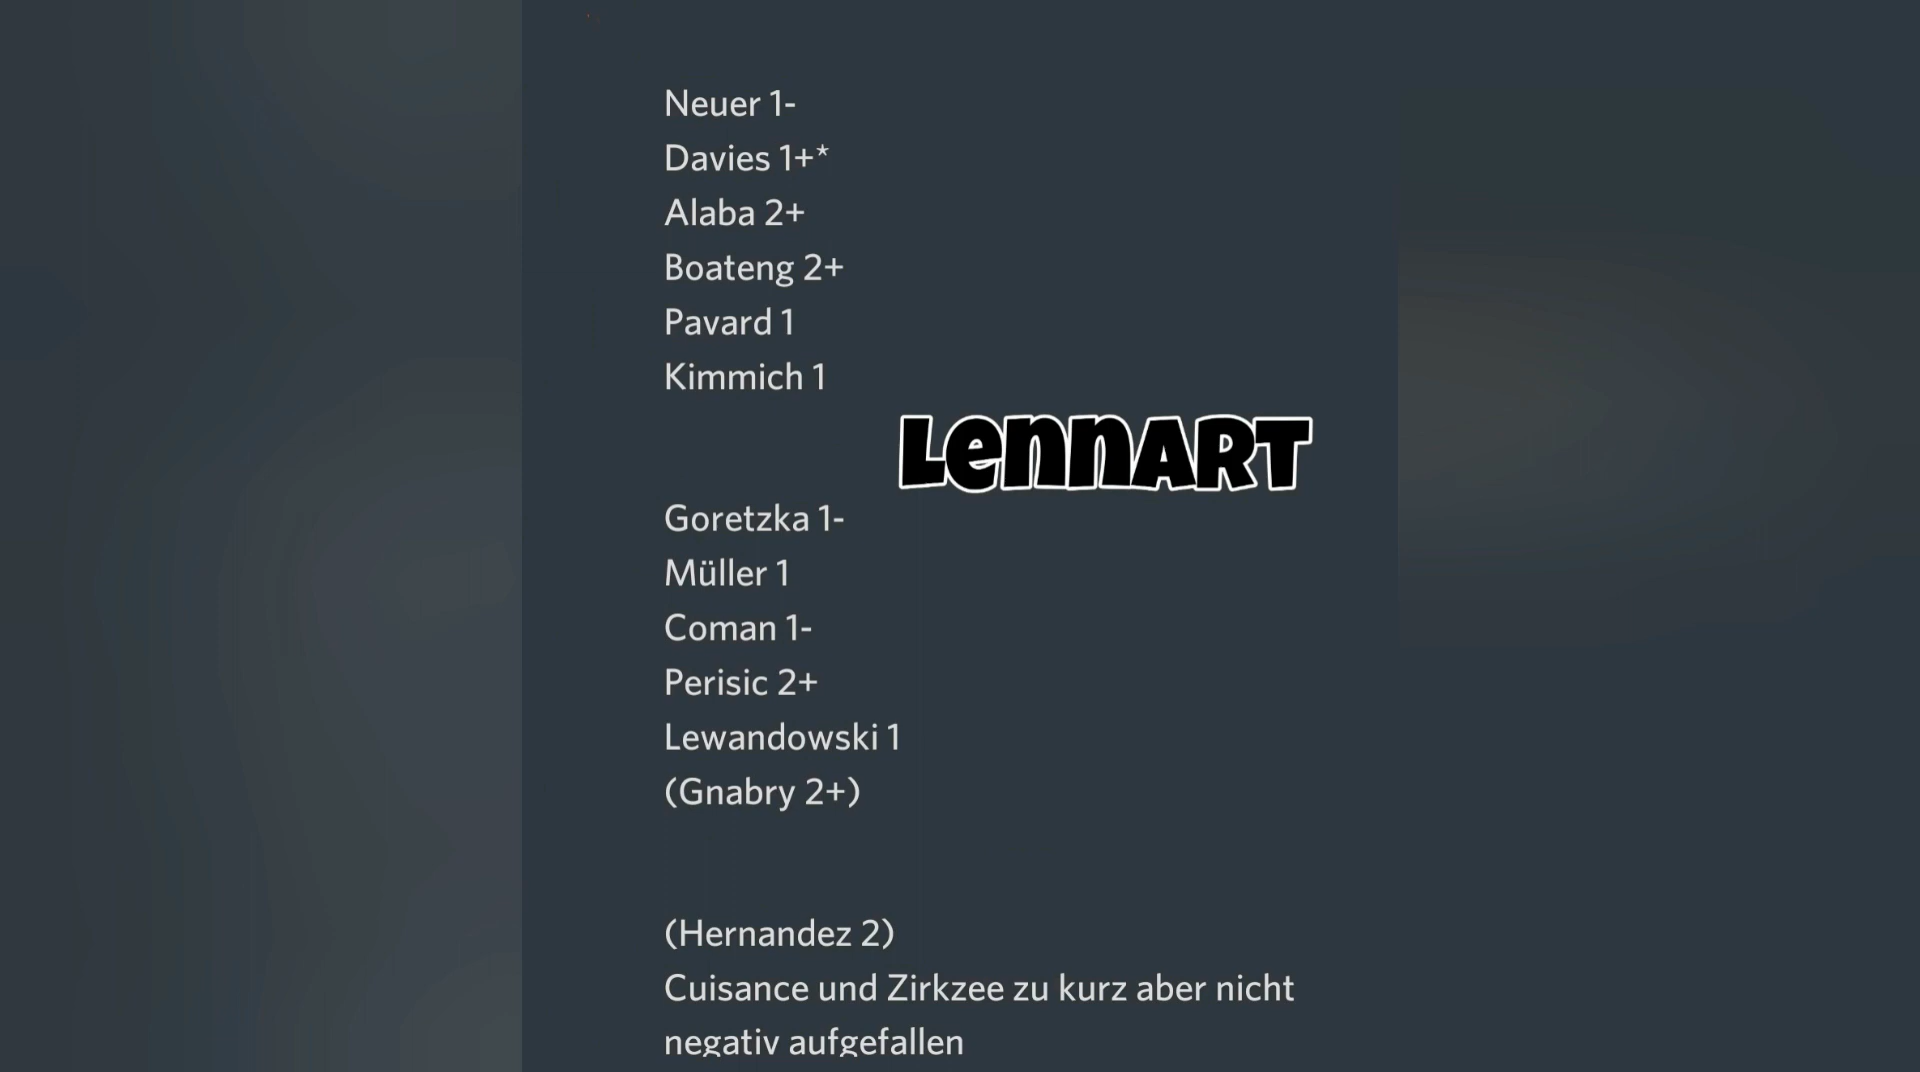 Neuer 1-
Davies 1+*
Alaba 2+
Boateng 2+
Pavard 1
Kimmich 1
LennART
Goretzka 1-
Müller 1
Coman 1-
Perisic 2+
Lewandowski 1
(Gnabry 2+)
(Hernandez 2)
Cuisance und Zirkzee zu kurz aber nicht
negativ aufgefallen